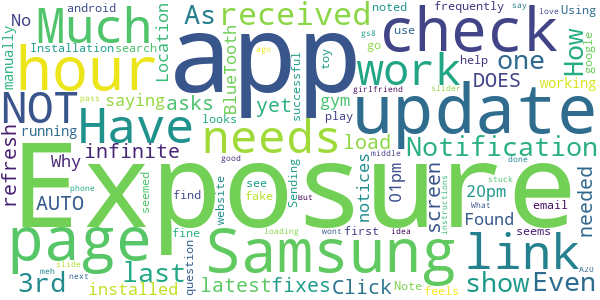 No android As received noted frequently Using say love
Much app check How google
Installation search Location BlueTooth go use help one
manually hour saying yet successful toy work DOES working
NOT Have asks gym play update ago gs8 girlfriend slider
running needs load Notification
refresh Why infinite
Exposure
AUTO seemed find see fake Sending notices 01pm screen Found 20pm email needed
pass looks website good But middle done stuck instructions seems
page Samsung link
phone question fine first wont idea What
3rd last latest fixes Click show Even
meh slide next installed loading Note feels A2U